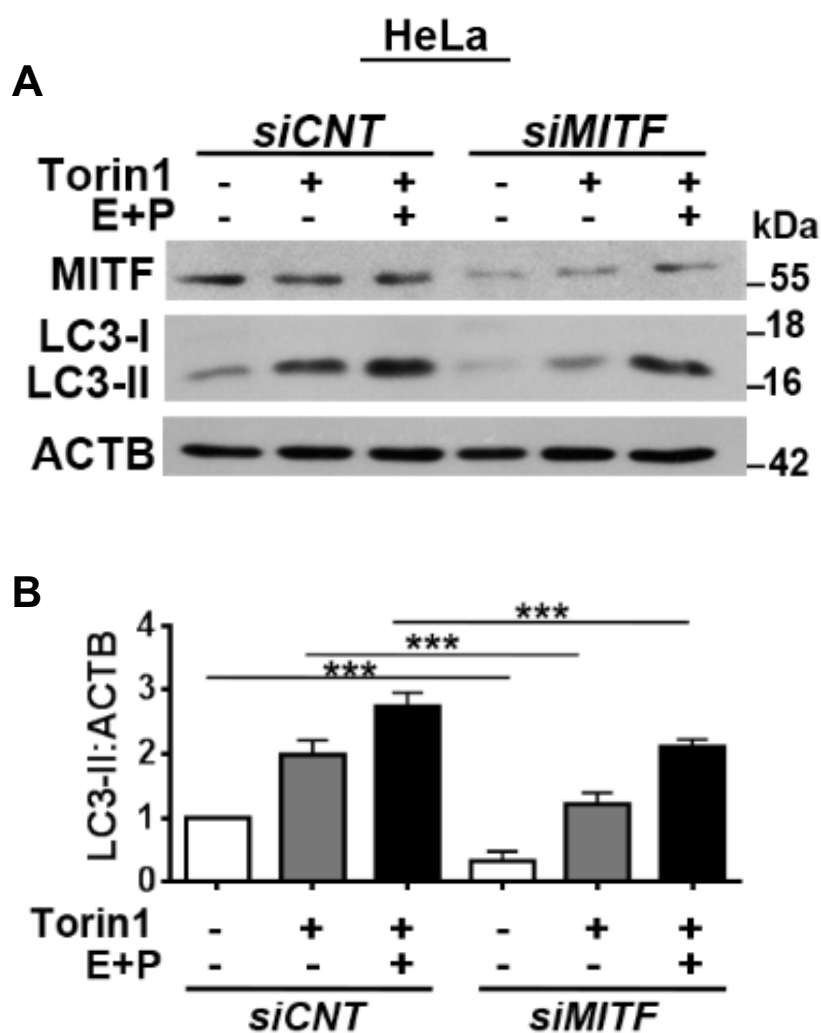 HeLa
A
siCNT siMITF
Torin1 - + + - + +
E+P - - + - - +
kDa
MITF
55
LC3-I 18
LC3-II 16
ACTB
42
B
LC3-II:ACTB
4
3
2
1
0
***
***
***
Torin1 - + + - + +
E+P - - + - - +
siCNT siMITF